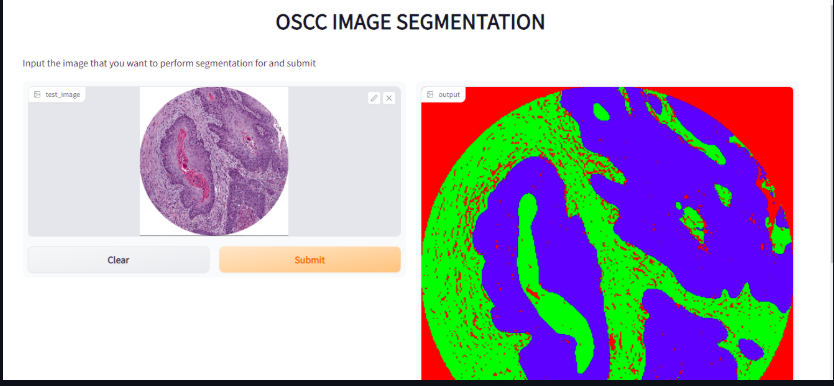 OSCC IMAGE SEGMENTATION
Input the image that you want to perform segmentation for and submit
test_image
output
Clear
Submit